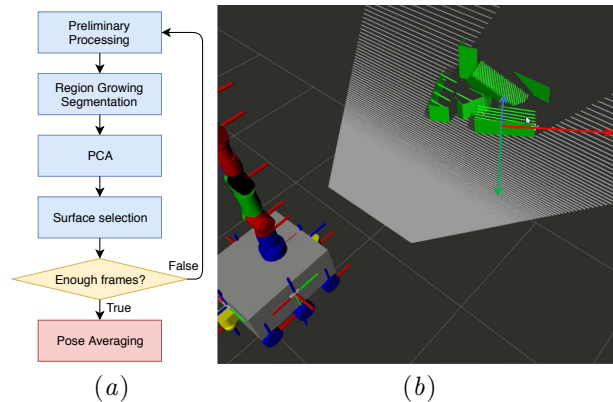 Preliminary
Processing
Region Growing
Segmentation
PCA
Surface selection
Enough frames?
False
True
Pose Averaging
(a)
(b)